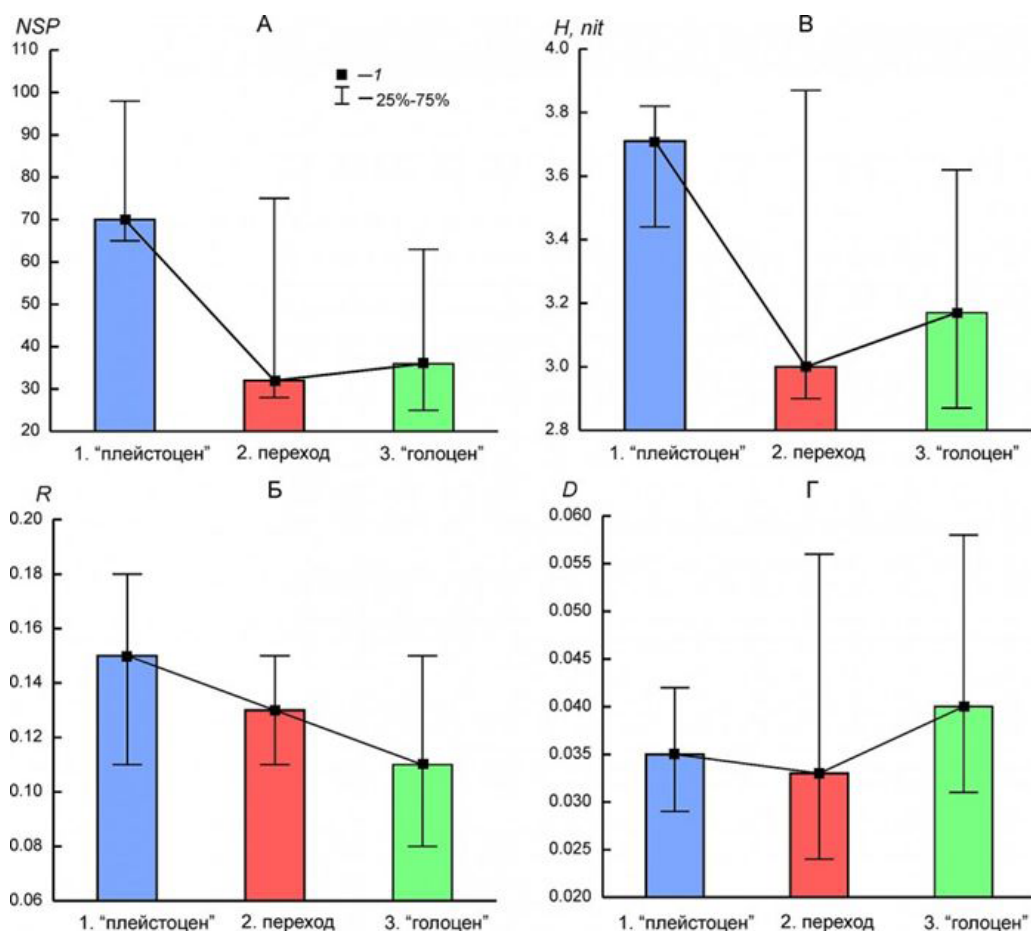 NSP
А
110
100
90
80
70
60
50
40
30
20
—1
— 25%-75%
1. “плейстоцен”
2. переход
3. “голоцен”
H, nit
В
4.0
3.8
3.6
3.4
3.2
3.0
2.8
1. “плейстоцен”
2. переход
3. “голоцен”
R
Б
0.20
0.18
0.16
0.14
0.12
0.10
0.08
0.06
1. “плейстоцен”
2. переход
3. “голоцен”
D
Г
0.060
0.055
0.050
0.045
0.040
0.035
0.030
0.025
0.020
1. “плейстоцен”
2. переход
3. “голоцен”